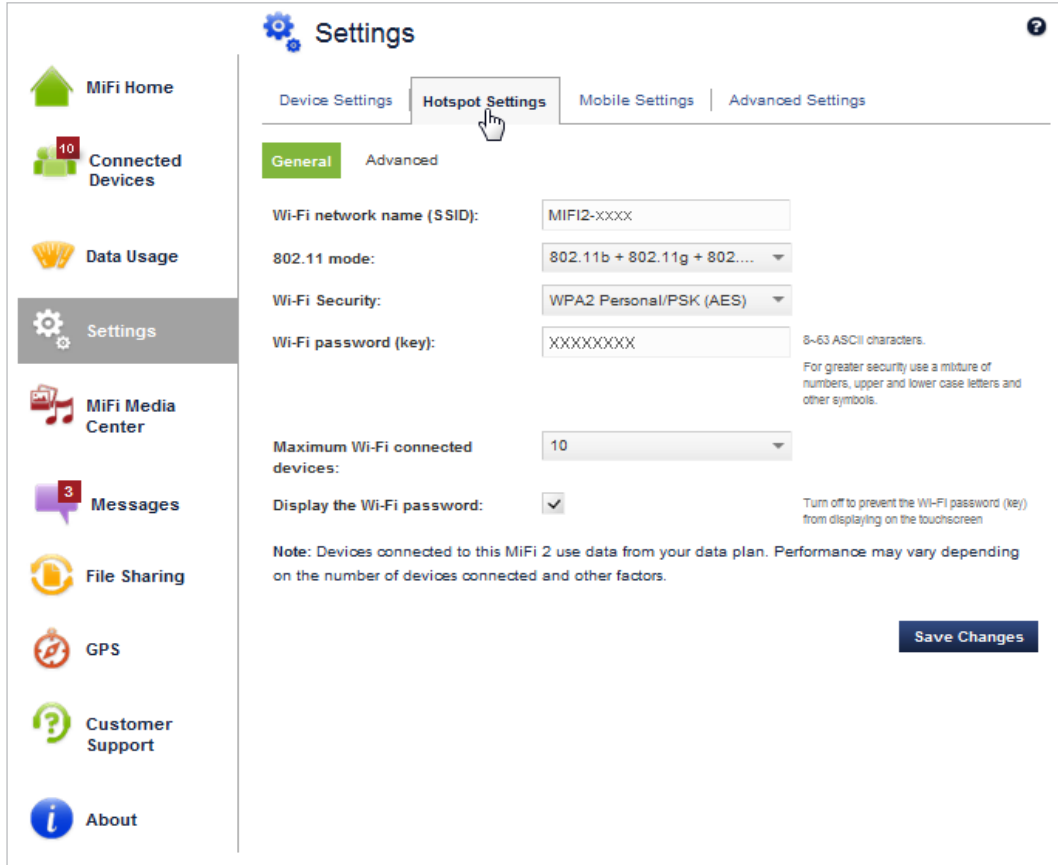 Settings
?
MiFi Home
10
Connected
Devices
Data Usage
Settings
MiFi Media
Center
3
Messages
File Sharing
GPS
?
Customer
Support
i
About
Device Settings
Hotspot Settings
Mobile Settings
Advanced Settings
General
Advanced
Wi-Fi network name (SSID):
MIFI2-XXXX
802.11 mode:
802.11b + 802.11g + 802....
Wi-Fi Security:
WPA2 Personal/PSK (AES)
Wi-Fi password (key):
XXXXXXXX
8~63 ASCII characters.
For greater security use a mixture of
numbers, upper and lower case letters and
other symbols.
Maximum Wi-Fi connected
devices:
10
Display the Wi-Fi password:
Turn off to prevent the Wi-Fi password (key)
from displaying on the touchscreen
Note: Devices connected to this MiFi 2 use data from your data plan. Performance may vary depending
on the number of devices connected and other factors.
Save Changes